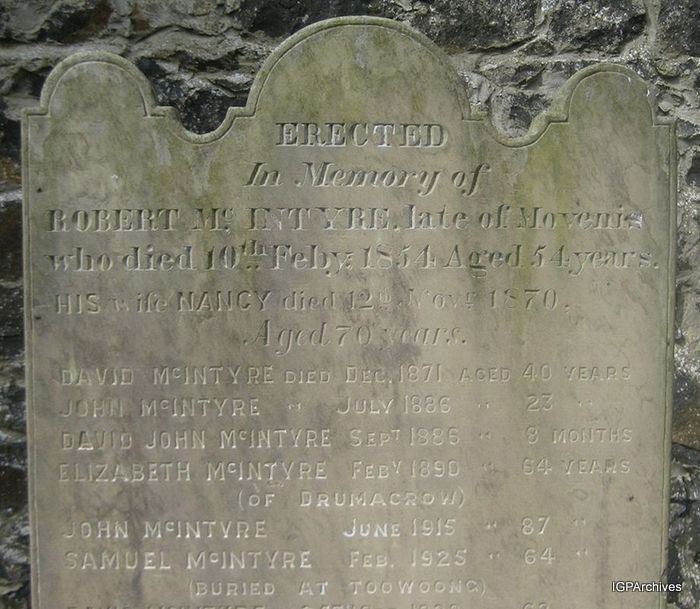 ERECTED
In Memory of
ROBERT Mc INTYRE, late of Movenis
who died 10th Feby. 1854 Aged 54 years.
HIS wife NANCY died 12th Novr. 1870.
Aged 70 years.
DAVID McINTYRE DIED DEC. 1871 AGED 40 YEARS
JOHN McINTYRE " JULY 1886 " 23 "
DAVID JOHN McINTYRE SEPT 1886 " 8 MONTHS
ELIZABETH McINTYRE FEBY 1890 " 64 YEARS
(OF DRUMACROW)
JOHN McINTYRE JUNE 1915 " 87 "
SAMUEL McINTYRE FEB. 1925 " 64 "
(BURIED AT TOOWOONG)
McINTYRE
IGPArchives